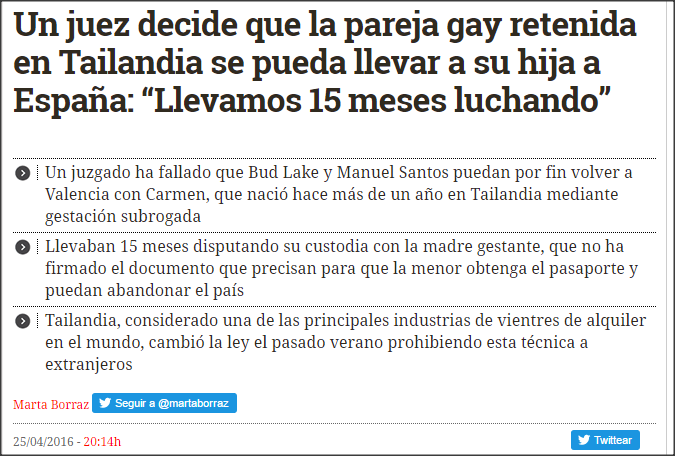 Un juez decide que la pareja gay retenida
en Tailandia se pueda llevar a su hija a
España: “Llevamos 15 meses luchando”
Un juzgado ha fallado que Bud Lake y Manuel Santos puedan por fin volver a
Valencia con Carmen, que nació hace más de un año en Tailandia mediante
gestación subrogada
Llevaban 15 meses disputando su custodia con la madre gestante, que no ha
firmado el documento que precisan para que la menor obtenga el pasaporte y
puedan abandonar el país
Tailandia, considerado una de las principales industrias de vientres de alquiler
en el mundo, cambió la ley el pasado verano prohibiendo esta técnica a
extranjeros
Marta Borraz Seguir a @martaborraz
25/04/2016 - 20:14h Twittear